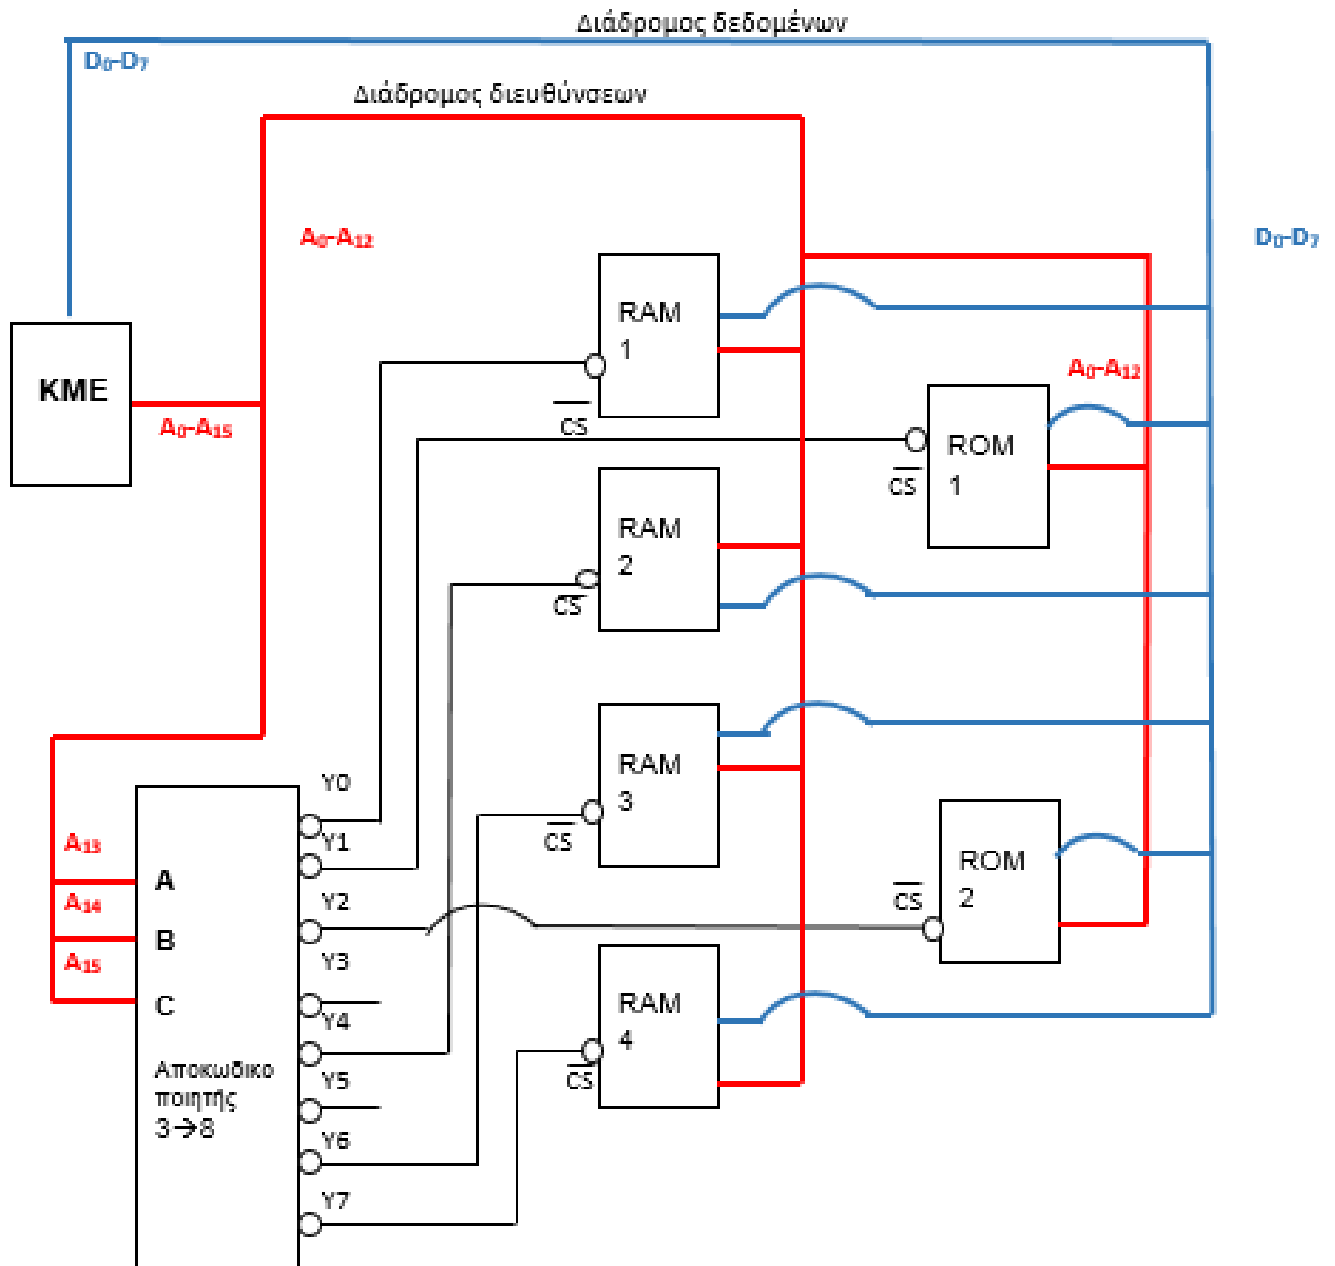 Διάδρομος δεδομένων
D₀-D₇
Διάδρομος διευθύνσεων
A₀-A₁₂
D₀-D₇
RAM
1
KME
A₀-A₁₅
CS
A₀-A₁₂
ROM
1
CS
RAM
2
CS
RAM
3
CS
Y0
Y1
Y2
Y3
Y4
Y5
Y6
Y7
A₁₃
A
A₁₄
B
A₁₅
C
Αποκωδικο
ποιητής
3→8
ROM
2
CS
RAM
4
CS